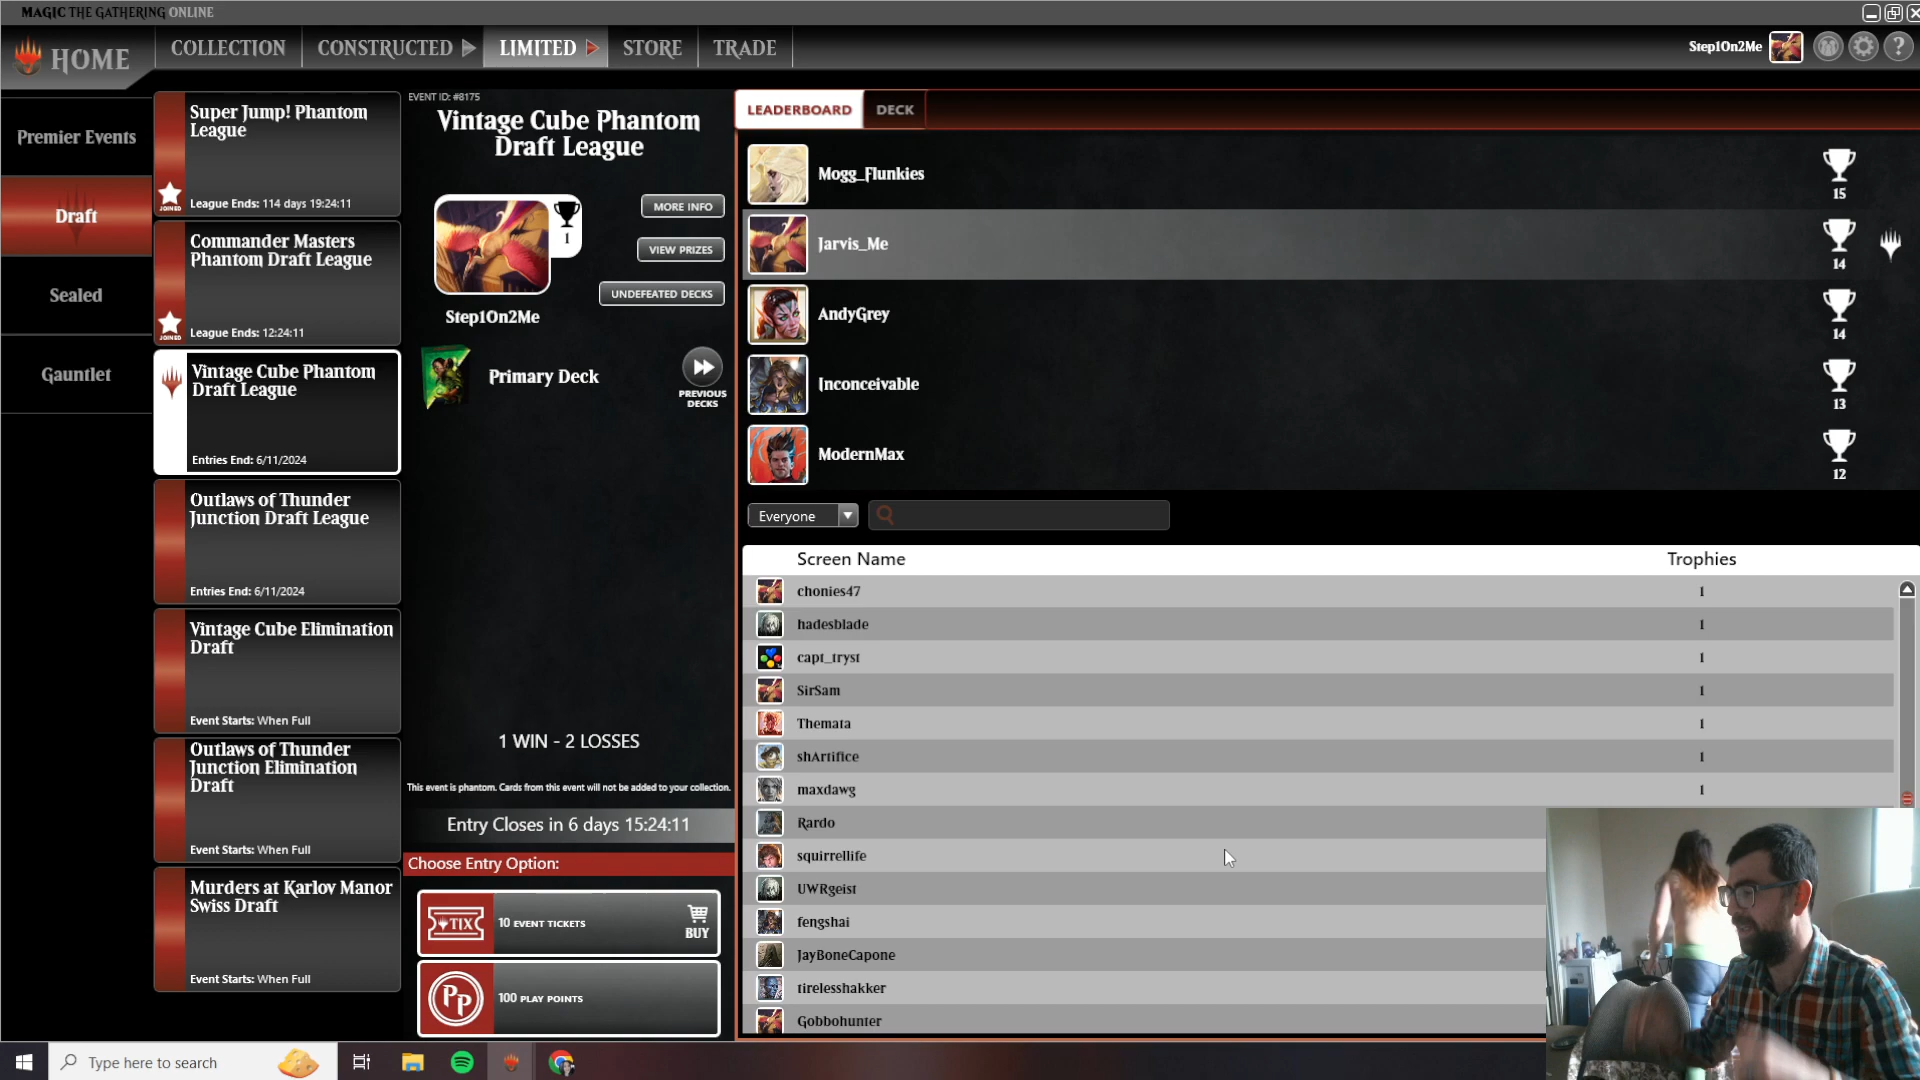 MAGIC THE GATHERING ONLINE
HOME
COLLECTION
CONSTRUCTED
LIMITED
STORE
TRADE
Step1On2Me
?
Premier Events
Draft
Sealed
Gauntlet
Super Jump! Phantom
League
JOINED
League Ends: 114 days 19:24:11
Commander Masters
Phantom Draft League
JOINED
League Ends: 12:24:11
Vintage Cube Phantom
Draft League
Entries End: 6/11/2024
Outlaws of Thunder
Junction Draft League
Entries End: 6/11/2024
Vintage Cube Elimination
Draft
Event Starts: When Full
Outlaws of Thunder
Junction Elimination
Draft
Event Starts: When Full
Murders at Karlov Manor
Swiss Draft
Event Starts: When Full
EVENT ID: #8175
Vintage Cube Phantom
Draft League
1
MORE INFO
VIEW PRIZES
UNDEFEATED DECKS
Step1On2Me
Primary Deck
PREVIOUS
DECKS
1 WIN - 2 LOSSES
This event is phantom. Cards from this event will not be added to your collection.
Entry Closes in 6 days 15:24:11
Choose Entry Option:
TIX
10 EVENT TICKETS
BUY
PP
100 PLAY POINTS
LEADERBOARD
DECK
Mogg_Flunkies
15
Jarvis_Me
14
AndyGrey
14
Inconceivable
13
ModernMax
12
Everyone
Screen Name Trophies
chonies47 1
hadesblade 1
capt_tryst 1
SirSam 1
Themata 1
shArtifice 1
maxdawg 1
Rardo
squirrellife
UWRgeist
fengshai
JayBoneCapone
tirelesshakker
Gobbohunter
Type here to search